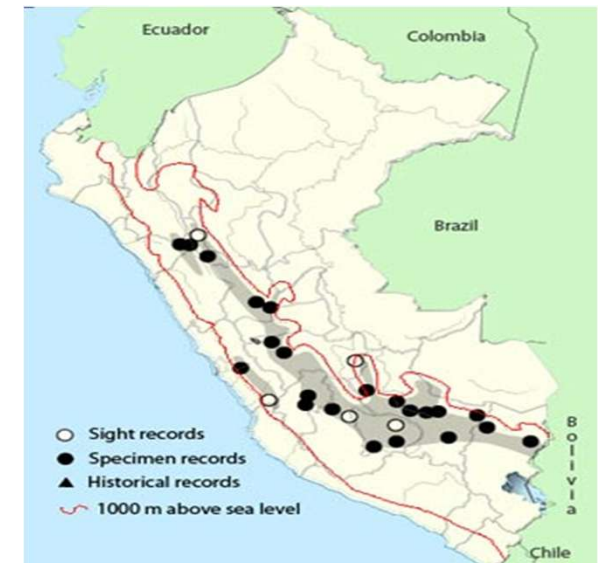 Ecuador
Colombia
Brazil
Bolivia
Sight records
Specimen records
Historical records
1000 m above sea level
Chile